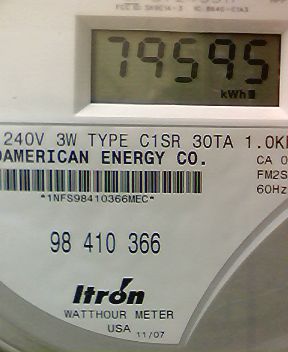 79595
kWh
240V 3W TYPE C1SR 30TA 1.0K
AMERICAN ENERGY CO.
CA 0
*1NFS98410366MEC*
FM2S
60Hz
98 410 366
Itrón
WATTHOUR METER
USA 11/07